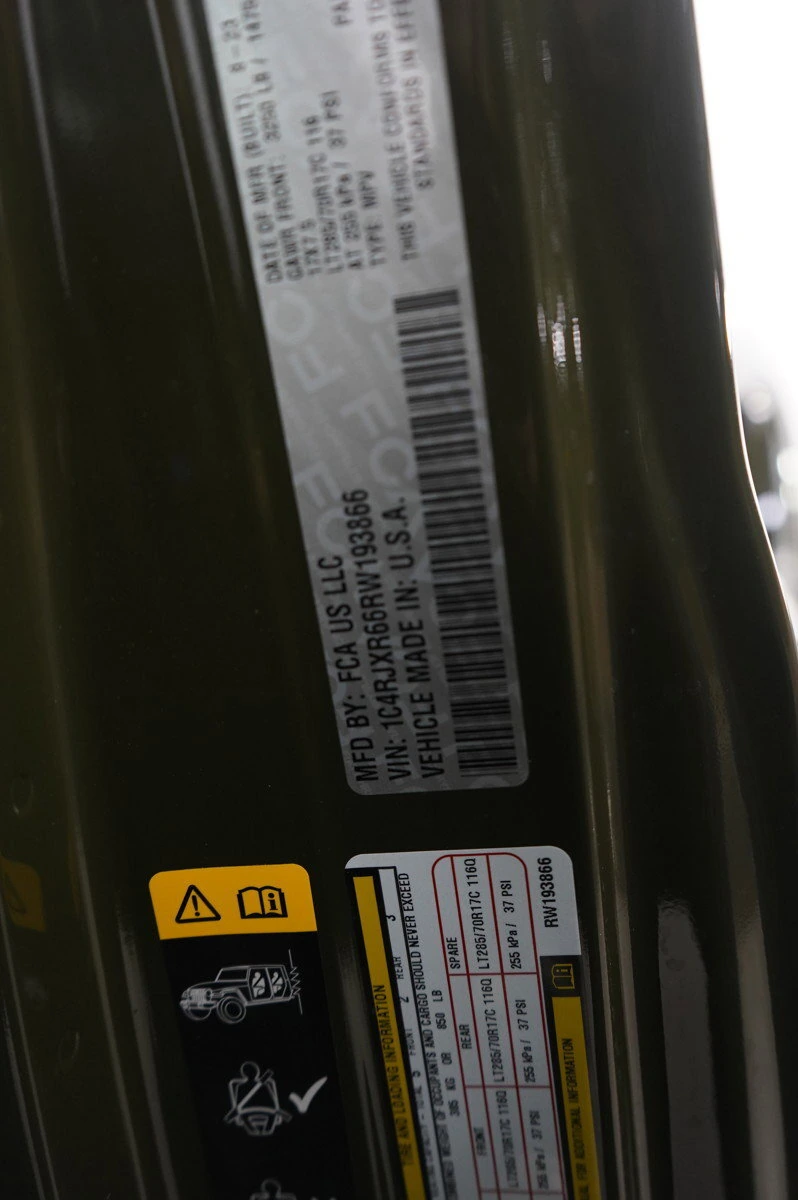 MFD BY: FCA US LLC
VIN: 1C4RJXR66RW193866
VEHICLE MADE IN: U.S.A.
DATE OF MFR (BUILT) 8-23
GAWR FRONT:
LT285/70R17C 116
AT 255 kPa / 37 PSI
TYPE: MPV
THIS VEHICLE CONFORMS TO
STANDARDS IN EFFE
TIRE AND LOADING INFORMATION
TOTAL 5 FRONT 2 REAR 3
WEIGHT OF OCCUPANTS AND CARGO SHOULD NEVER EXCEED
385 KG OR 850 LB
FRONT REAR SPARE
LT285/70R17C 116Q LT285/70R17C 116Q LT285/70R17C 116Q
255 kPa / 37 PSI 255 kPa / 37 PSI 255 kPa / 37 PSI
FOR ADDITIONAL INFORMATION
RW193866